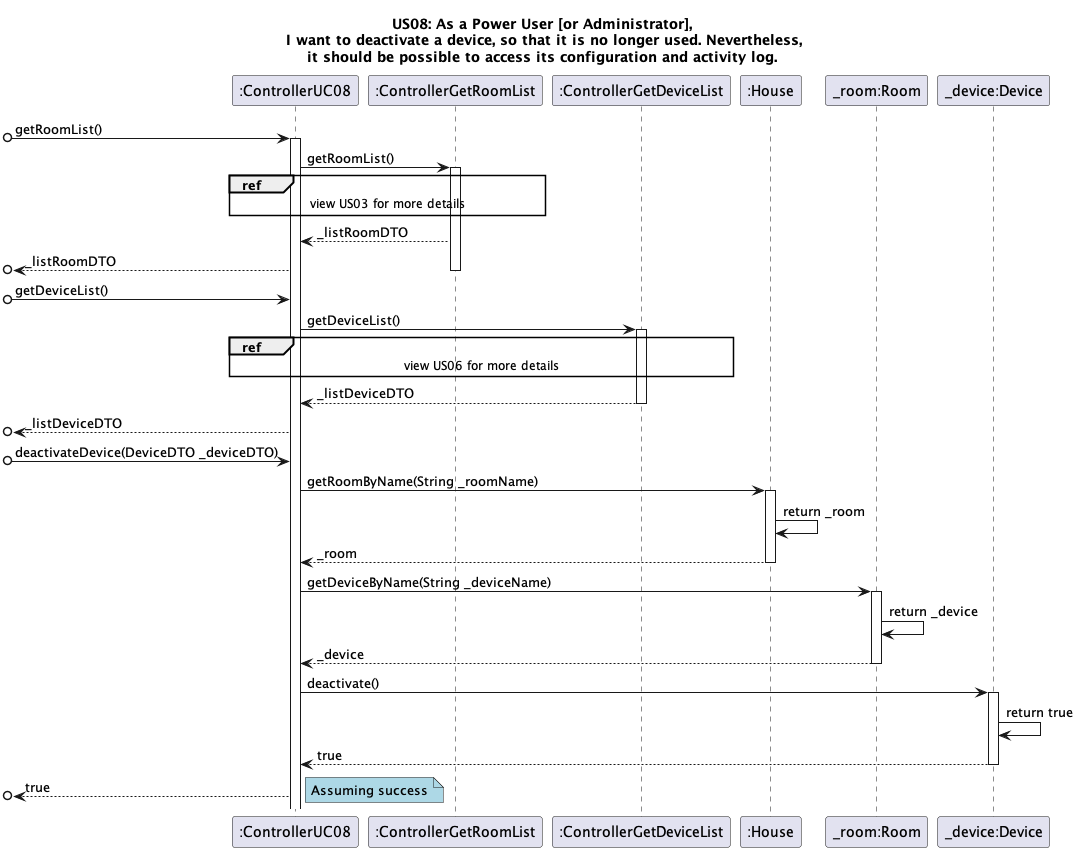 US08: As a Power User [or Administrator],
I want to deactivate a device, so that it is no longer used. Nevertheless,
it should be possible to access its configuration and activity log.
:ControllerUC08 :ControllerGetRoomList :ControllerGetDeviceList :House _room:Room _device:Device
getRoomList()
getRoomList()
ref
view US03 for more details
_listRoomDTO
_listRoomDTO
getDeviceList()
getDeviceList()
ref
view US06 for more details
_listDeviceDTO
_listDeviceDTO
deactivateDevice(DeviceDTO _deviceDTO)
getRoomByName(String _roomName)
return _room
_room
getDeviceByName(String _deviceName)
return _device
_device
deactivate()
return true
true
true
Assuming success
:ControllerUC08 :ControllerGetRoomList :ControllerGetDeviceList :House _room:Room _device:Device